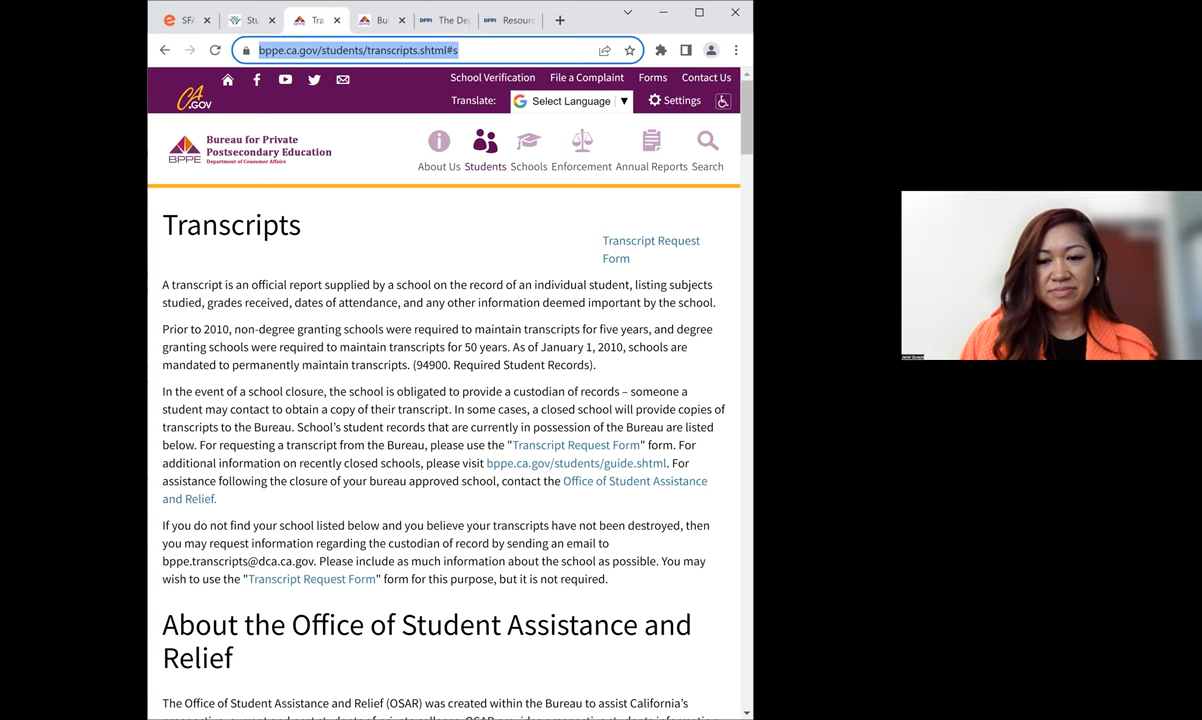 SFA
Stu
Tra
Bu
DFPI The De
DFPI Resour
bppe.ca.gov/students/transcripts.shtml#s
School Verification File a Complaint Forms Contact Us
CA.GOV
Translate: G Select Language ▼ Settings
BPPE
Bureau for Private
Postsecondary Education
Department of Consumer Affairs
About Us Students Schools Enforcement Annual Reports Search
Transcripts
Transcript Request
Form
A transcript is an official report supplied by a school on the record of an individual student, listing subjects
studied, grades received, dates of attendance, and any other information deemed important by the school.
Prior to 2010, non-degree granting schools were required to maintain transcripts for five years, and degree
granting schools were required to maintain transcripts for 50 years. As of January 1, 2010, schools are
mandated to permanently maintain transcripts. (94900. Required Student Records).
In the event of a school closure, the school is obligated to provide a custodian of records – someone a
student may contact to obtain a copy of their transcript. In some cases, a closed school will provide copies of
transcripts to the Bureau. School's student records that are currently in possession of the Bureau are listed
below. For requesting a transcript from the Bureau, please use the "Transcript Request Form" form. For
additional information on recently closed schools, please visit bppe.ca.gov/students/guide.shtml. For
assistance following the closure of your bureau approved school, contact the Office of Student Assistance
and Relief.
If you do not find your school listed below and you believe your transcripts have not been destroyed, then
you may request information regarding the custodian of record by sending an email to
bppe.transcripts@dca.ca.gov. Please include as much information about the school as possible. You may
wish to use the "Transcript Request Form" form for this purpose, but it is not required.
About the Office of Student Assistance and
Relief
The Office of Student Assistance and Relief (OSAR) was created within the Bureau to assist California's